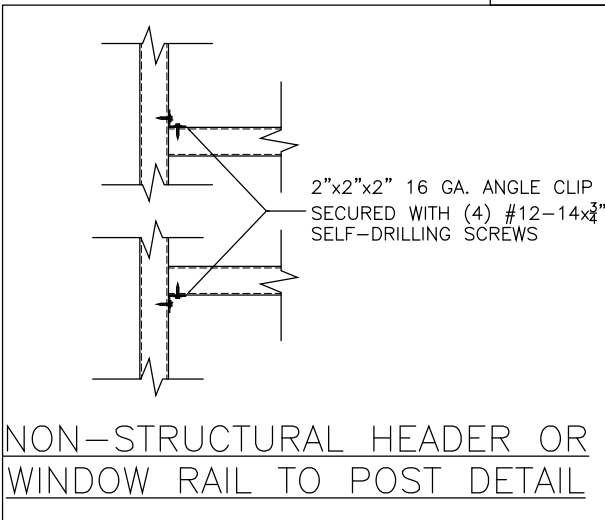 2"x2"x2" 16 GA. ANGLE CLIP
SECURED WITH (4) #12-14x3/4"
SELF-DRILLING SCREWS
NON-STRUCTURAL HEADER OR
WINDOW RAIL TO POST DETAIL